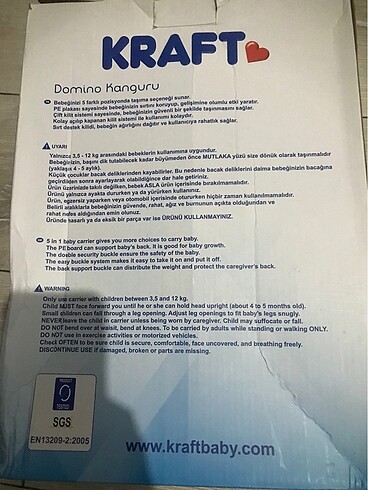 KRAFT
Domino Kanguru
Bebeğinizi 5 farklı pozisyonda taşıma seçeneği sunar.
PE plakası sayesinde bebeğinizin sırtını koruyup, gelişimine olumlu etki yaratır.
Çift kilit sistemi sayesinde, bebeğinizin güvenli bir şekilde taşınmasını sağlar.
Kolay açılıp kapanan kilit sistemi ile kullanımı kolaydır.
Sırt destek kilidi, bebeğin ağırlığını dağıtır ve kullanıcıya rahatlık sağlar.
UYARI
Yalnızca 3,5 - 12 kg arasındaki bebeklerin kullanımına uygundur.
Bebeğinizin, başını dik tutabilecek kadar büyümeden önce MUTLAKA yüzü size dönük olarak taşınmalıdır
(yaklaşık 4 - 5 aylık).
Küçük çocuklar bacak deliklerinden kayabilirler. Bu nedenle bacak deliklerini daima bebeğinizin bacağını
geçirdikten sonra ayarlayarak olabildiğince dar hale getiriniz.
Ürün üzerinizde takılı değilken, bebek ASLA ürün içerisinde bırakılmamalıdır.
Ürünü yalnızca ayakta dururken ya da yürürken kullanınız.
Ürün, egzersiz yaparken veya otomobil içerisinde otururken hiçbir zaman kullanılmamalıdır.
Belirli aralıklarla bebeğinizin güvende, rahat, ağız ve burnunun açıkta olduğundan ve
rahat nefes aldığından emin olunuz.
Üründe hasarlı ya da eksik bir parça var ise ÜRÜNÜ KULLANMAYINIZ.
5 in 1 baby carrier gives you more choices to carry baby.
The PE board can support baby's back. It is good for baby growth.
The double security buckle ensure the safety of the baby.
The easy buckle system makes it easy to take it on and put it off.
The back support buckle can distribute the weight and protect the caregiver's back.
WARNING
Only use carrier with children between 3,5 and 12 kg.
Child MUST face forward you until he or she can hold head upright (about 4 to 5 months old).
Small children can fall through a leg opening. Adjust leg openings to fit baby's legs snugly.
NEVER leave the child in carrier unless being worn by caregiver. Child may suffocate or fall.
DO NOT bend over at waist, bend at knees. To be carried by adults while standing or walking ONLY.
DO NOT use in exercise activities or motorized vehicles.
Check OFTEN to be sure child is secure, comfortable, face uncovered, and breathing freely.
DISCONTINUE USE if damaged, broken or parts are missing.
SGS
EN13209-2:2005
www.kraftbaby.com